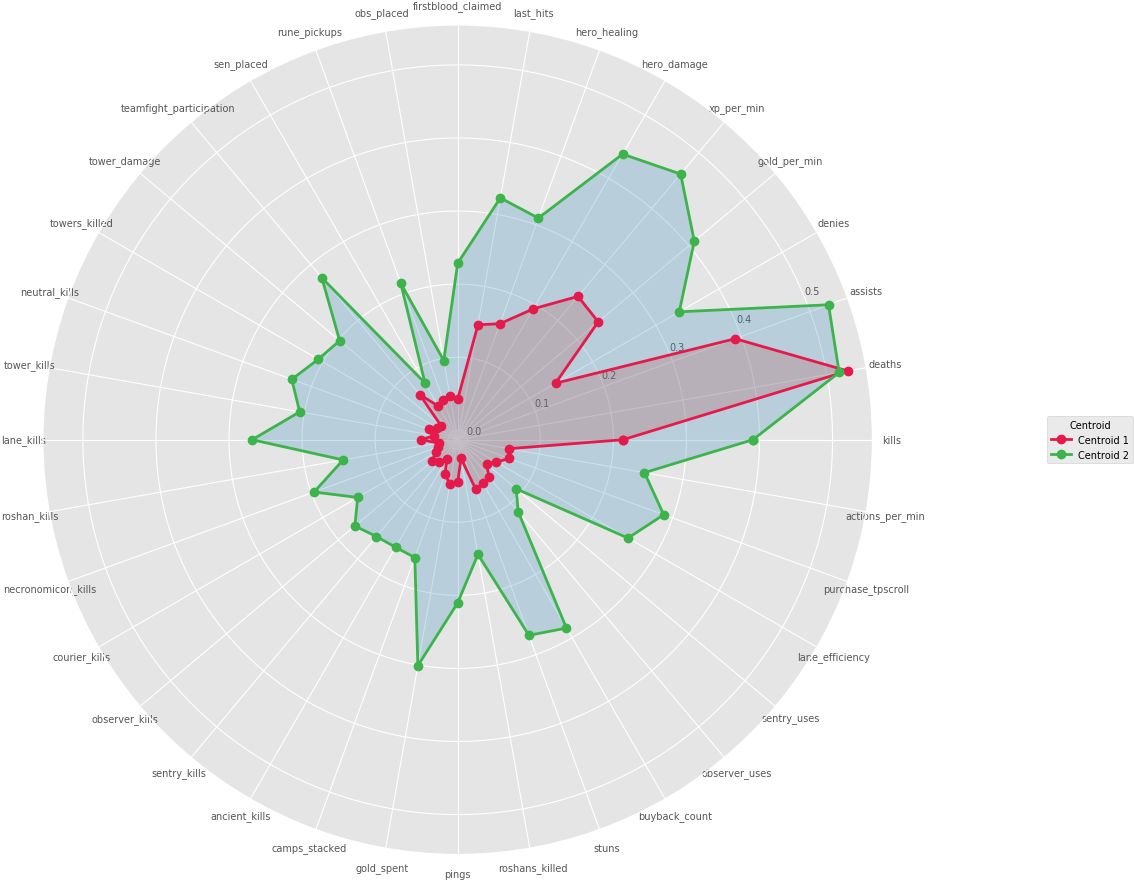 firstblood_claimed
obs_placed
last_hits
rune_pickups
hero_healing
sen_placed
hero_damage
teamfight_participation
xp_per_min
tower_damage
gold_per_min
towers_killed
denies
neutral_kills
assists
0.5
0.4
0.3
0.2
0.1
0.0
tower_kills
deaths
lane_kills
kills
Centroid
Centroid 1
Centroid 2
roshan_kills
actions_per_min
necronomicon_kills
purchase_tpscroll
courier_kills
lane_efficiency
observer_kills
sentry_uses
sentry_kills
observer_uses
ancient_kills
buyback_count
camps_stacked
stuns
gold_spent
roshans_killed
pings